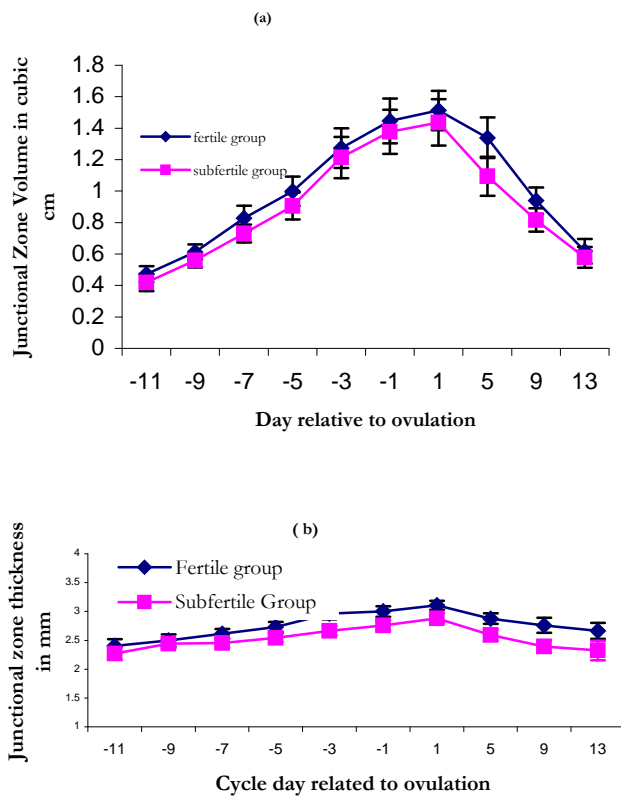 (a)
Junctional Zone Volume in cubic
cm
1.8
1.6
1.4
1.2
1
0.8
0.6
0.4
0.2
0
fertile group
subfertile group
-11 -9 -7 -5 -3 -1 1 5 9 13
Day relative to ovulation
( b)
Junctional zone thickness
in mm
4
3.5
3
2.5
2
1.5
1
Fertile group
Subfertile Group
-11 -9 -7 -5 -3 -1 1 5 9 13
Cycle day related to ovulation